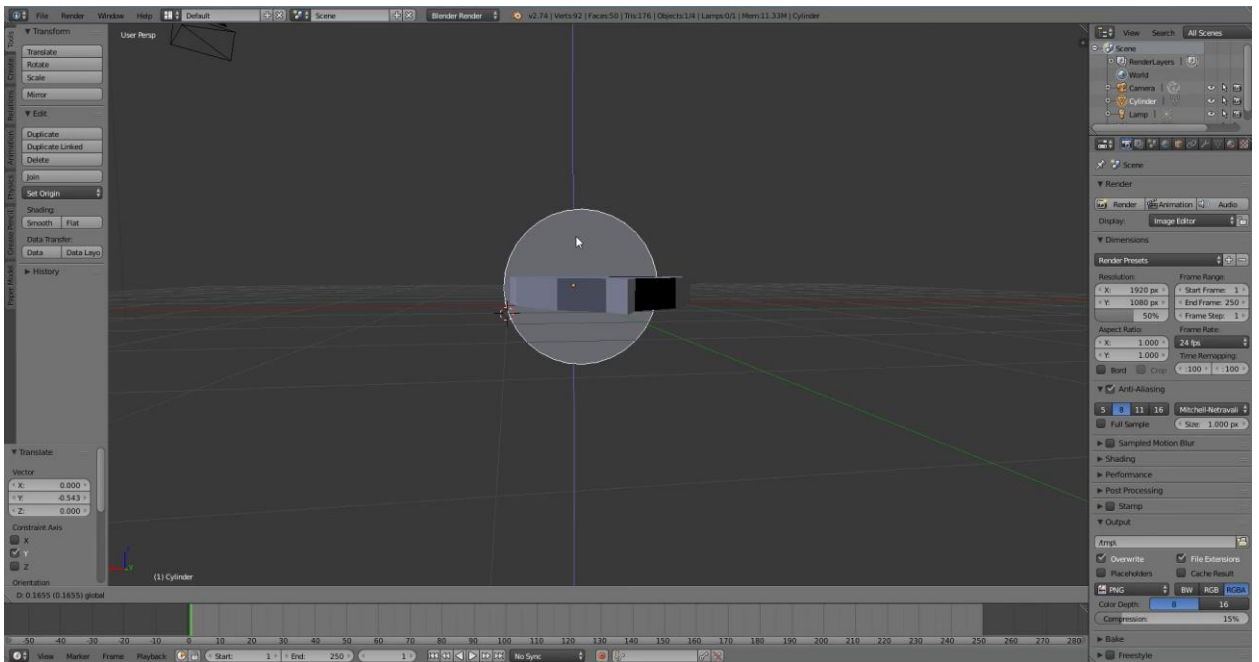 File Render Window Help Default Scene Blender Render v2.74 | Verts:92 | Faces:50 | Tris:176 | Objects:1/4 | Lamps:0/1 | Mem:11.33M | Cylinder
Tools
Create
Relations
Animation
Physics
Grease Pencil
Paper Model
Transform
Translate
Rotate
Scale
Mirror
Edit
Duplicate
Duplicate Linked
Delete
Join
Set Origin
Shading:
Smooth Flat
Data Transfer:
Data Data Layo
History
Translate
Vector
X: 0.000
Y: -0.543
Z: 0.000
Constraint Axis
X
Y
Z
Orientation
User Persp
(1) Cylinder
D: 0.1655 (0.1655) global
-50 -40 -30 -20 -10 0 10 20 30 40 50 60 70 80 90 100 110 120 130 140 150 160 170 180 190 200 210 220 230 240 250 260 270 280
View Marker Frame Playback Start: 1 End: 250 1 No Sync
View Search All Scenes
Scene
RenderLayers
World
Camera
Cylinder
Lamp
Scene
Render
Render Animation Audio
Display: Image Editor
Dimensions
Render Presets
Resolution: Frame Range:
X: 1920 px Start Frame: 1
Y: 1080 px End Frame: 250
50% Frame Step: 1
Aspect Ratio: Frame Rate:
X: 1.000 24 fps
Y: 1.000 Time Remapping:
Bord Crop :100 :100
Anti-Aliasing
5 8 11 16 Mitchell-Netravali
Full Sample Size: 1.000 px
Sampled Motion Blur
Shading
Performance
Post Processing
Stamp
Output
/tmp\
Overwrite File Extensions
Placeholders Cache Result
PNG BW RGB RGBA
Color Depth: 8 16
Compression: 15%
Bake
Freestyle